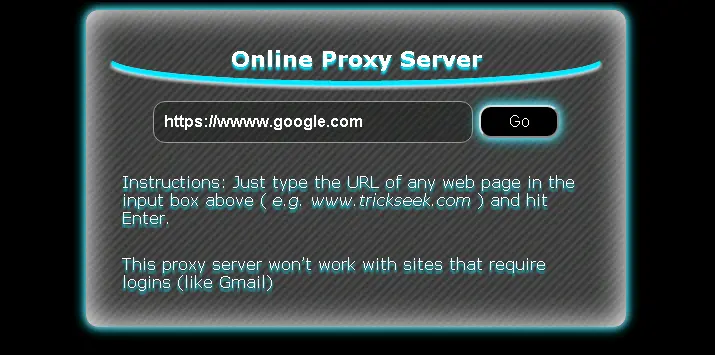 Online Proxy Server
https://wwww.google.com
Go
Instructions: Just type the URL of any web page in the
input box above ( e.g. www.trickseek.com ) and hit
Enter.
This proxy server won't work with sites that require
logins (like Gmail)